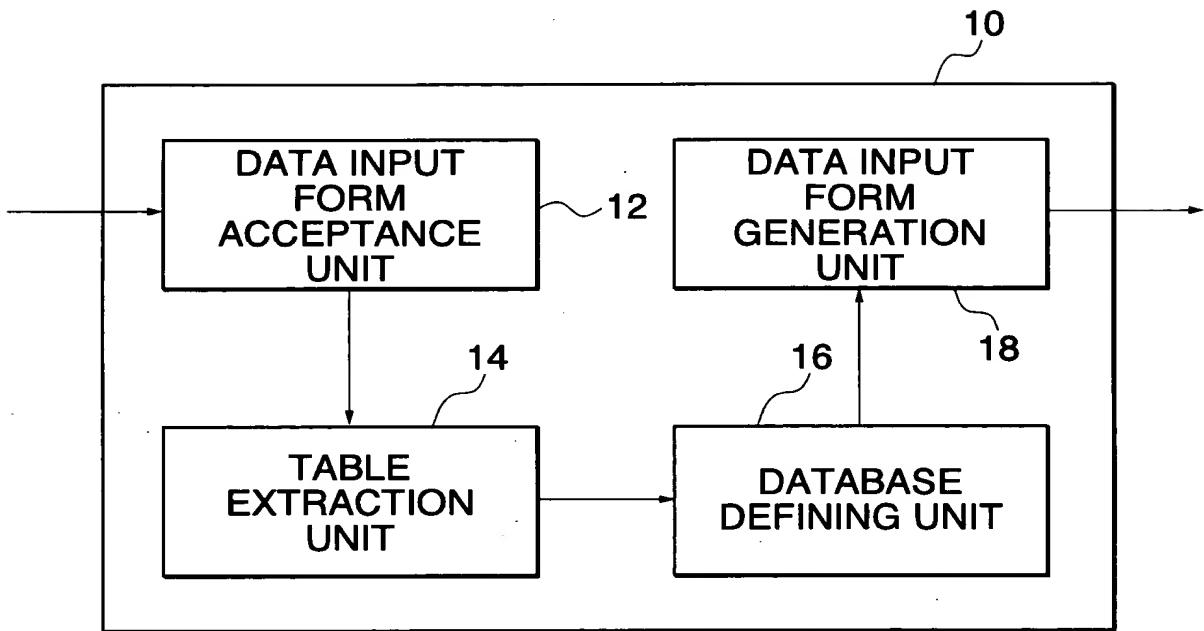 10
DATA INPUT
FORM
ACCEPTANCE
UNIT
12
DATA INPUT
FORM
GENERATION
UNIT
18
14
TABLE
EXTRACTION
UNIT
16
DATABASE
DEFINING UNIT